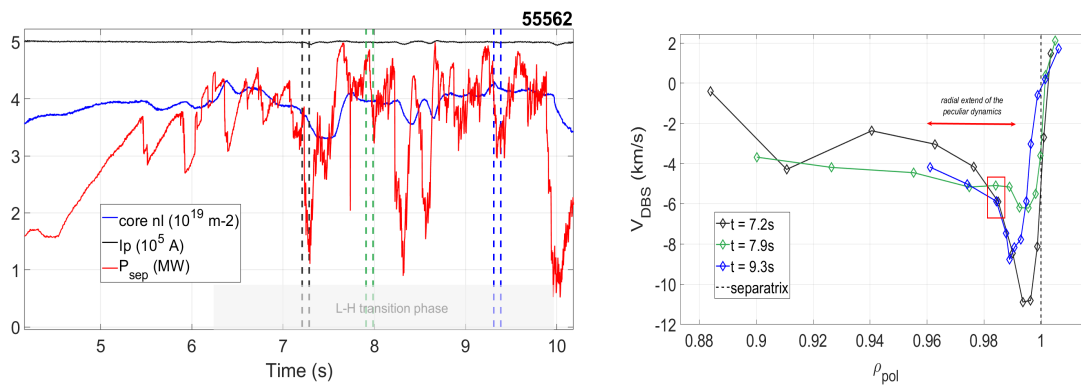 55562
5
4
3
2
1
0
core nl (10^19 m-2)
Ip (10^5 A)
P_sep (MW)
L-H transition phase
5
6
7
8
9
10
Time (s)
2
0
-2
-4
-6
-8
-10
-12
V_DBS (km/s)
radial extend of the
peculiar dynamics
t = 7.2s
t = 7.9s
t = 9.3s
separatrix
0.88
0.9
0.92
0.94
0.96
0.98
1
ρ_pol